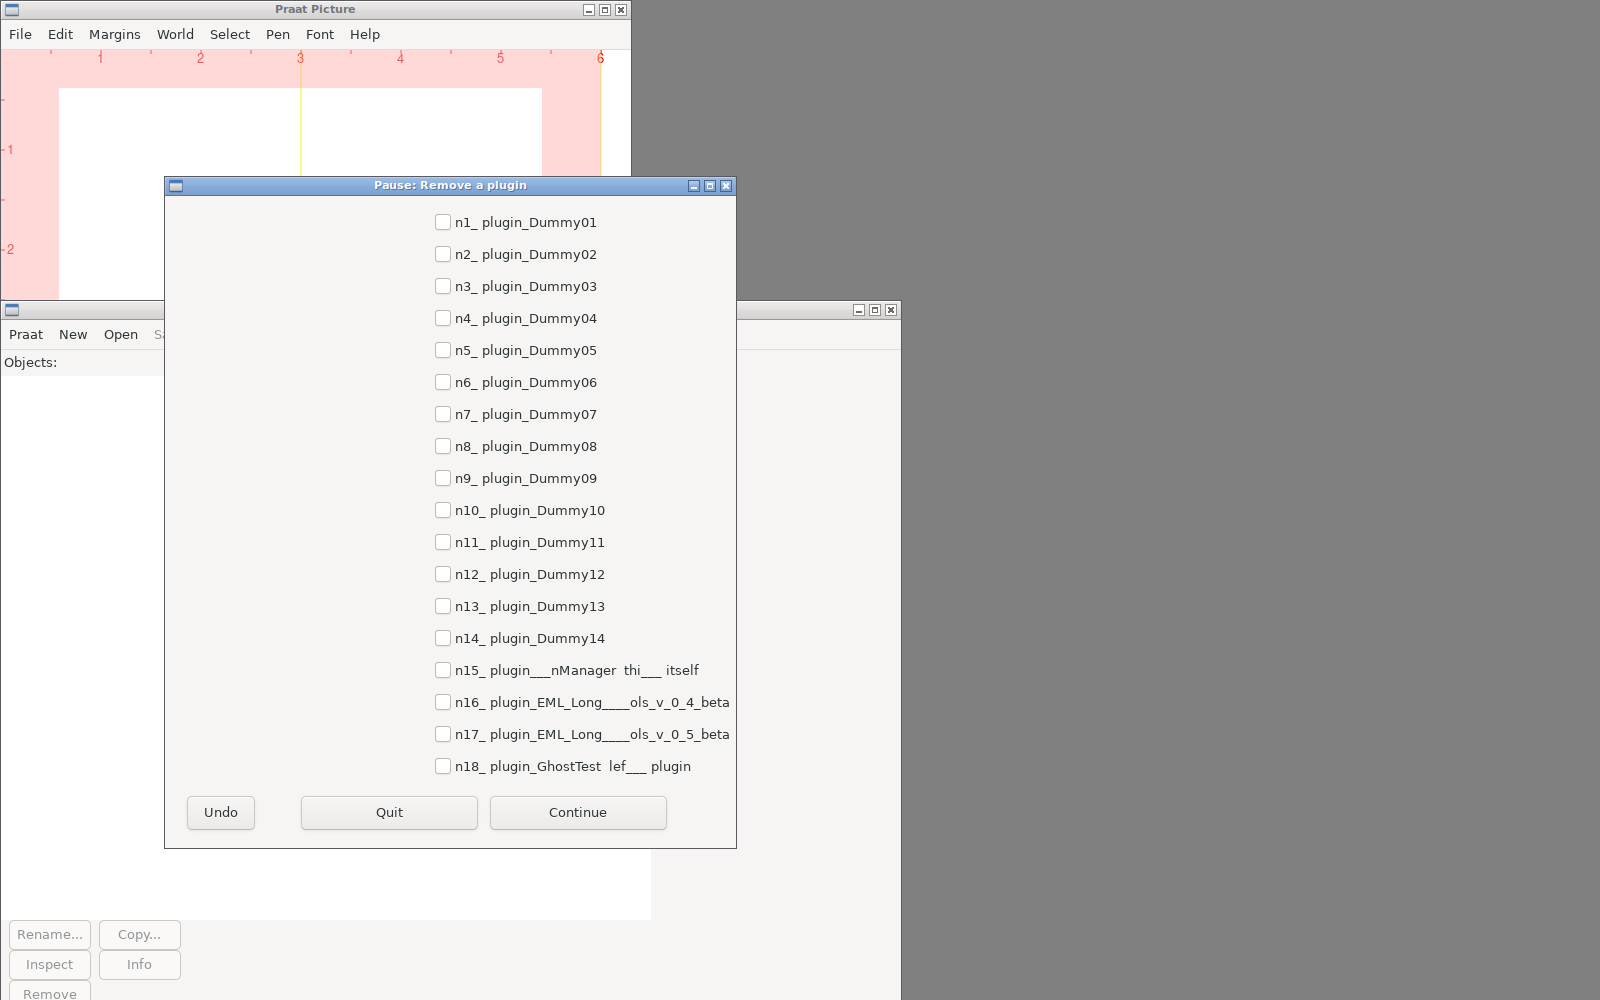 Praat Picture
File Edit Margins World Select Pen Font Help
1 2 3 4 5 6
1
2
Pause: Remove a plugin
n1_ plugin_Dummy01
n2_ plugin_Dummy02
n3_ plugin_Dummy03
n4_ plugin_Dummy04
n5_ plugin_Dummy05
n6_ plugin_Dummy06
n7_ plugin_Dummy07
n8_ plugin_Dummy08
n9_ plugin_Dummy09
n10_ plugin_Dummy10
n11_ plugin_Dummy11
n12_ plugin_Dummy12
n13_ plugin_Dummy13
n14_ plugin_Dummy14
n15_ plugin___nManager  thi___ itself
n16_ plugin_EML_Long____ols_v_0_4_beta
n17_ plugin_EML_Long____ols_v_0_5_beta
n18_ plugin_GhostTest  lef___ plugin
Undo Quit Continue
Praat New Open
Objects:
Rename... Copy...
Inspect Info
Remove